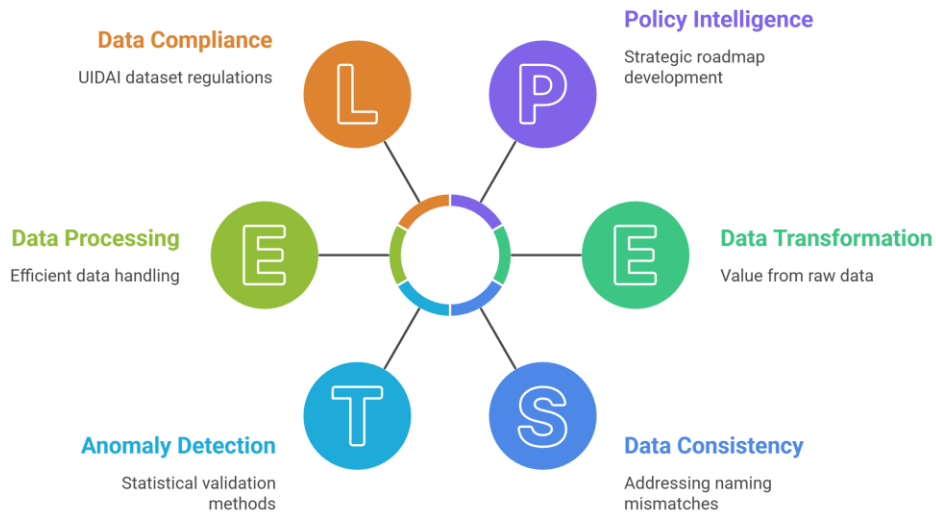 Data Compliance
UIDAI dataset regulations
L
P
Policy Intelligence
Strategic roadmap
development
Data Processing
Efficient data handling
E
E
Data Transformation
Value from raw data
Anomaly Detection
Statistical validation
methods
T
S
Data Consistency
Addressing naming
mismatches